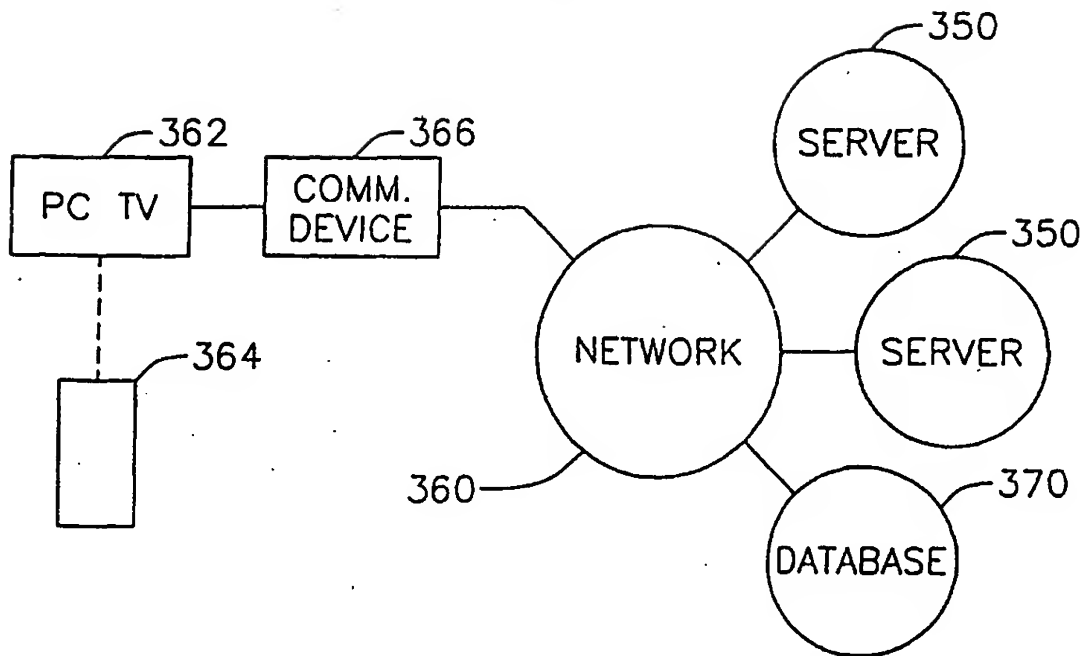 350
362
366
SERVER
PC TV
COMM.
DEVICE
350
364
NETWORK
SERVER
360
370
DATABASE